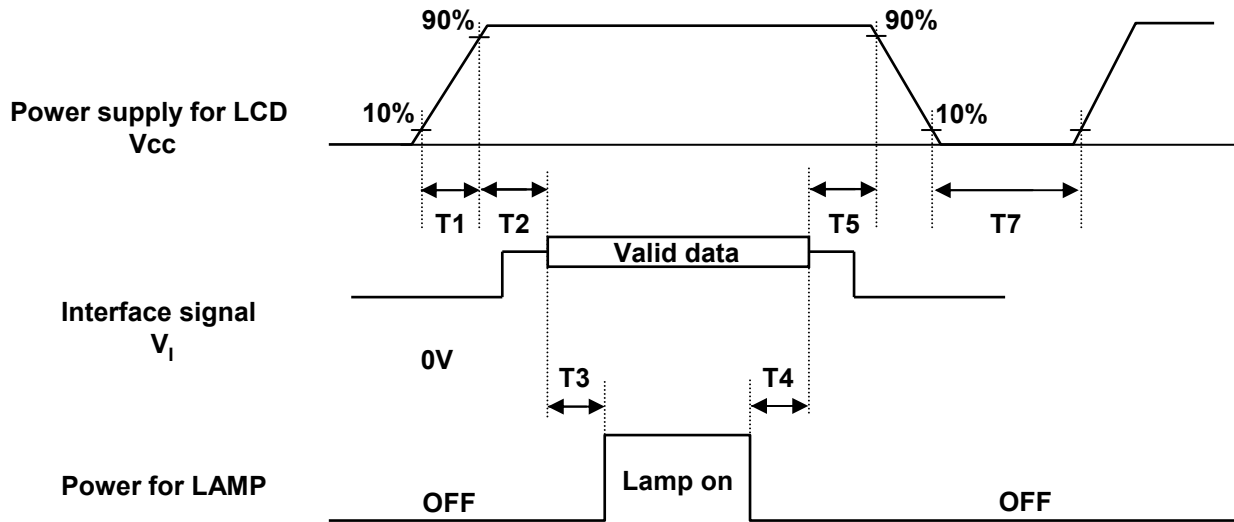 90%
90%
Power supply for LCD
Vcc
10%
10%
T1
T2
T5
T7
Valid data
Interface signal
VI
0V
T3
T4
Power for LAMP
OFF
Lamp on
OFF